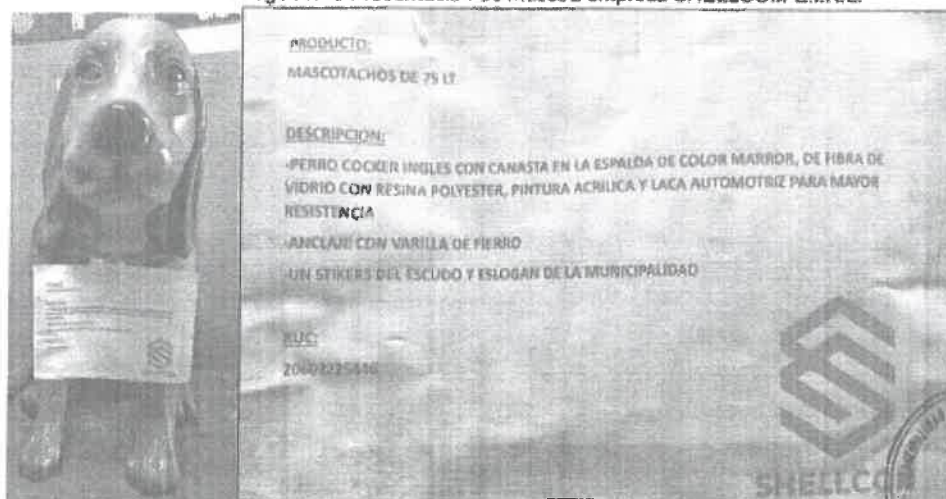 PRODUCTO:
MASCOTACHOS DE 75 LT
DESCRIPCION:
-PERRO COCKER INGLES CON CANASTA EN LA ESPALDA DE COLOR MARROR, DE FIBRA DE
VIDRIO CON RESINA POLYESTER, PINTURA ACRILICA Y LACA AUTOMOTRIZ PARA MAYOR
RESISTENCIA
-ANCLAJE CON VARILLA DE FIERRO
-UN STIKERS DEL ESCUDO Y ESLOGAN DE LA MUNICIPALIDAD
RUC:
SHELLCOM